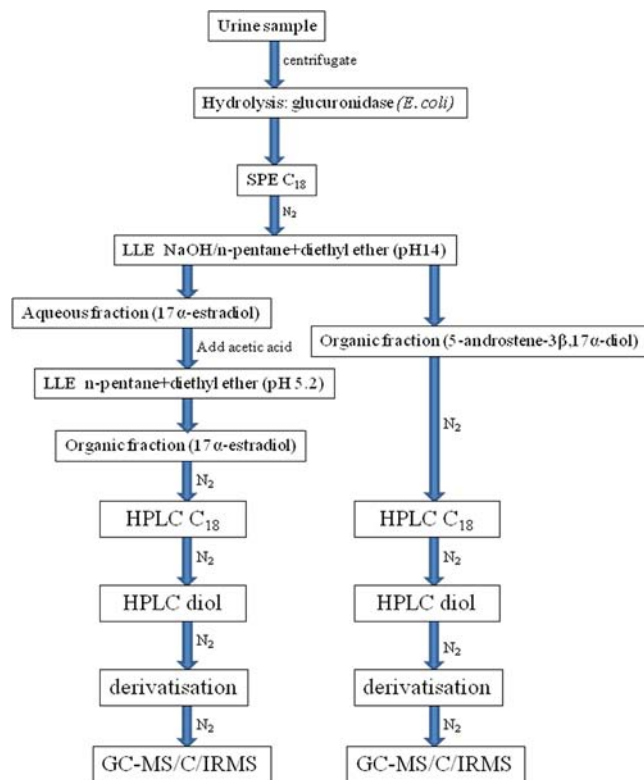 Urine sample
centrifugate
Hydrolysis: glucuronidase (E. coli)
SPE C₁₈
N₂
LLE NaOH/n-pentane+diethyl ether (pH14)
Aqueous fraction (17α-estradiol)
Add acetic acid
LLE n-pentane+diethyl ether (pH 5.2)
Organic fraction (17α-estradiol)
N₂
HPLC C₁₈
N₂
HPLC diol
N₂
derivatisation
N₂
GC-MS/C/IRMS
Organic fraction (5-androstene-3β,17α-diol)
N₂
HPLC C₁₈
N₂
HPLC diol
N₂
derivatisation
N₂
GC-MS/C/IRMS